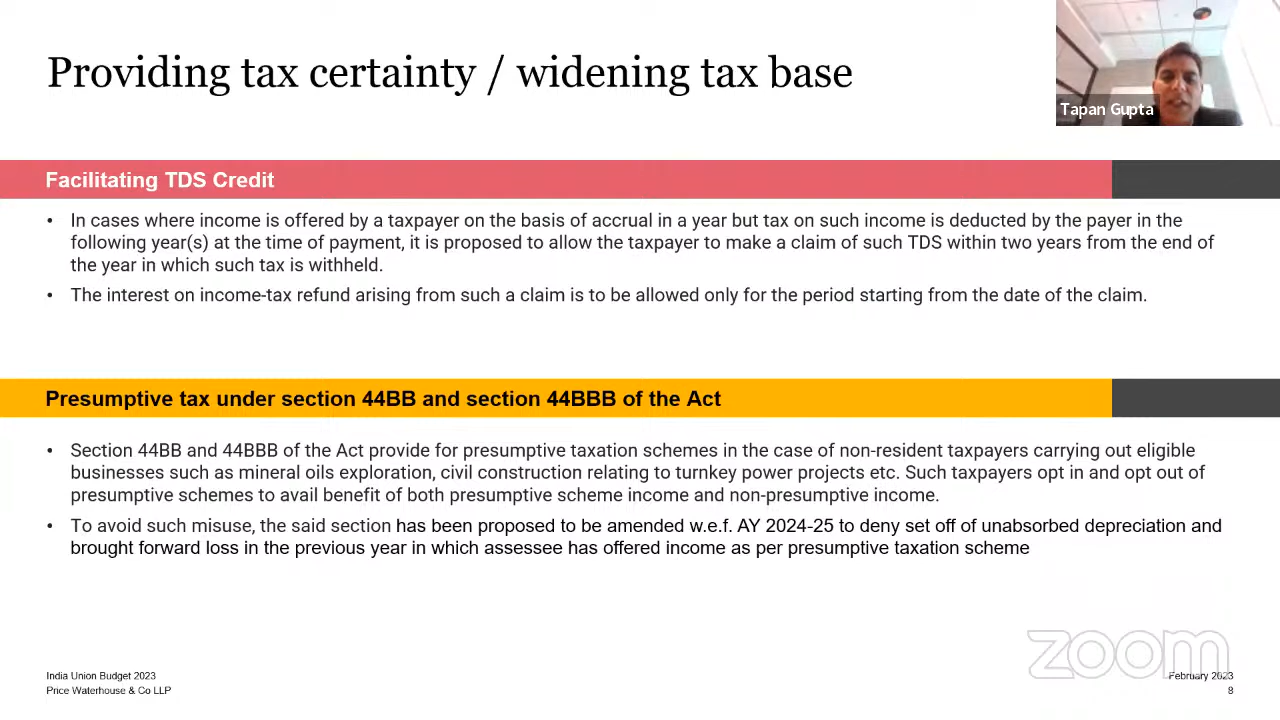 Providing tax certainty / widening tax base
Tapan Gupta
Facilitating TDS Credit
• In cases where income is offered by a taxpayer on the basis of accrual in a year but tax on such income is deducted by the payer in the
following year(s) at the time of payment, it is proposed to allow the taxpayer to make a claim of such TDS within two years from the end of
the year in which such tax is withheld.
• The interest on income-tax refund arising from such a claim is to be allowed only for the period starting from the date of the claim.
Presumptive tax under section 44BB and section 44BBB of the Act
• Section 44BB and 44BBB of the Act provide for presumptive taxation schemes in the case of non-resident taxpayers carrying out eligible
businesses such as mineral oils exploration, civil construction relating to turnkey power projects etc. Such taxpayers opt in and opt out of
presumptive schemes to avail benefit of both presumptive scheme income and non-presumptive income.
• To avoid such misuse, the said section has been proposed to be amended w.e.f. AY 2024-25 to deny set off of unabsorbed depreciation and
brought forward loss in the previous year in which assessee has offered income as per presumptive taxation scheme
zoom
India Union Budget 2023
February 2023
Price Waterhouse & Co LLP
8